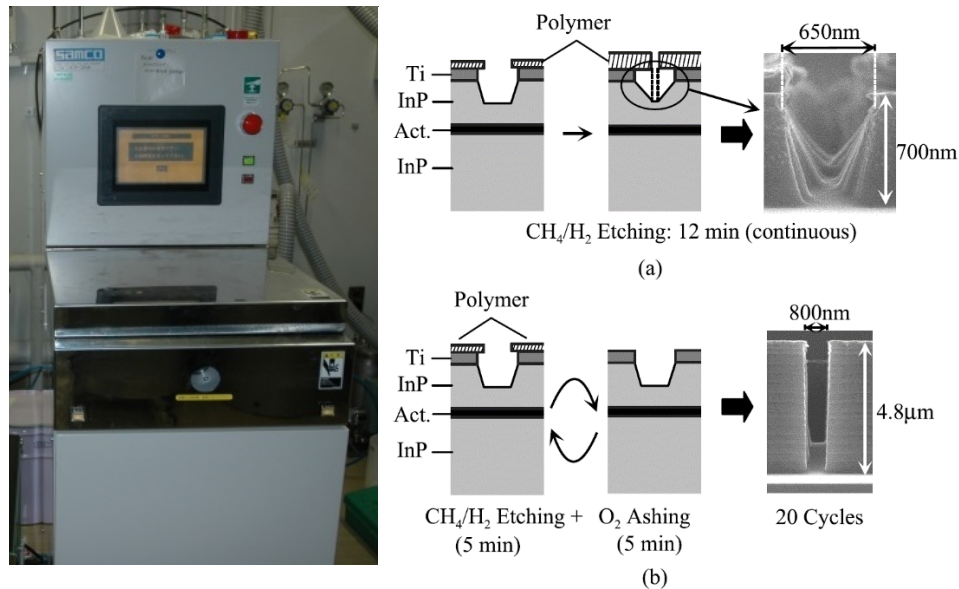 samco
Polymer
650nm
Ti
InP
Act.
InP
700nm
CH₄/H₂ Etching: 12 min (continuous)
(a)
Polymer
800nm
Ti
InP
Act.
InP
4.8μm
CH₄/H₂ Etching + O₂ Ashing
20 Cycles
(5 min) (5 min)
(b)